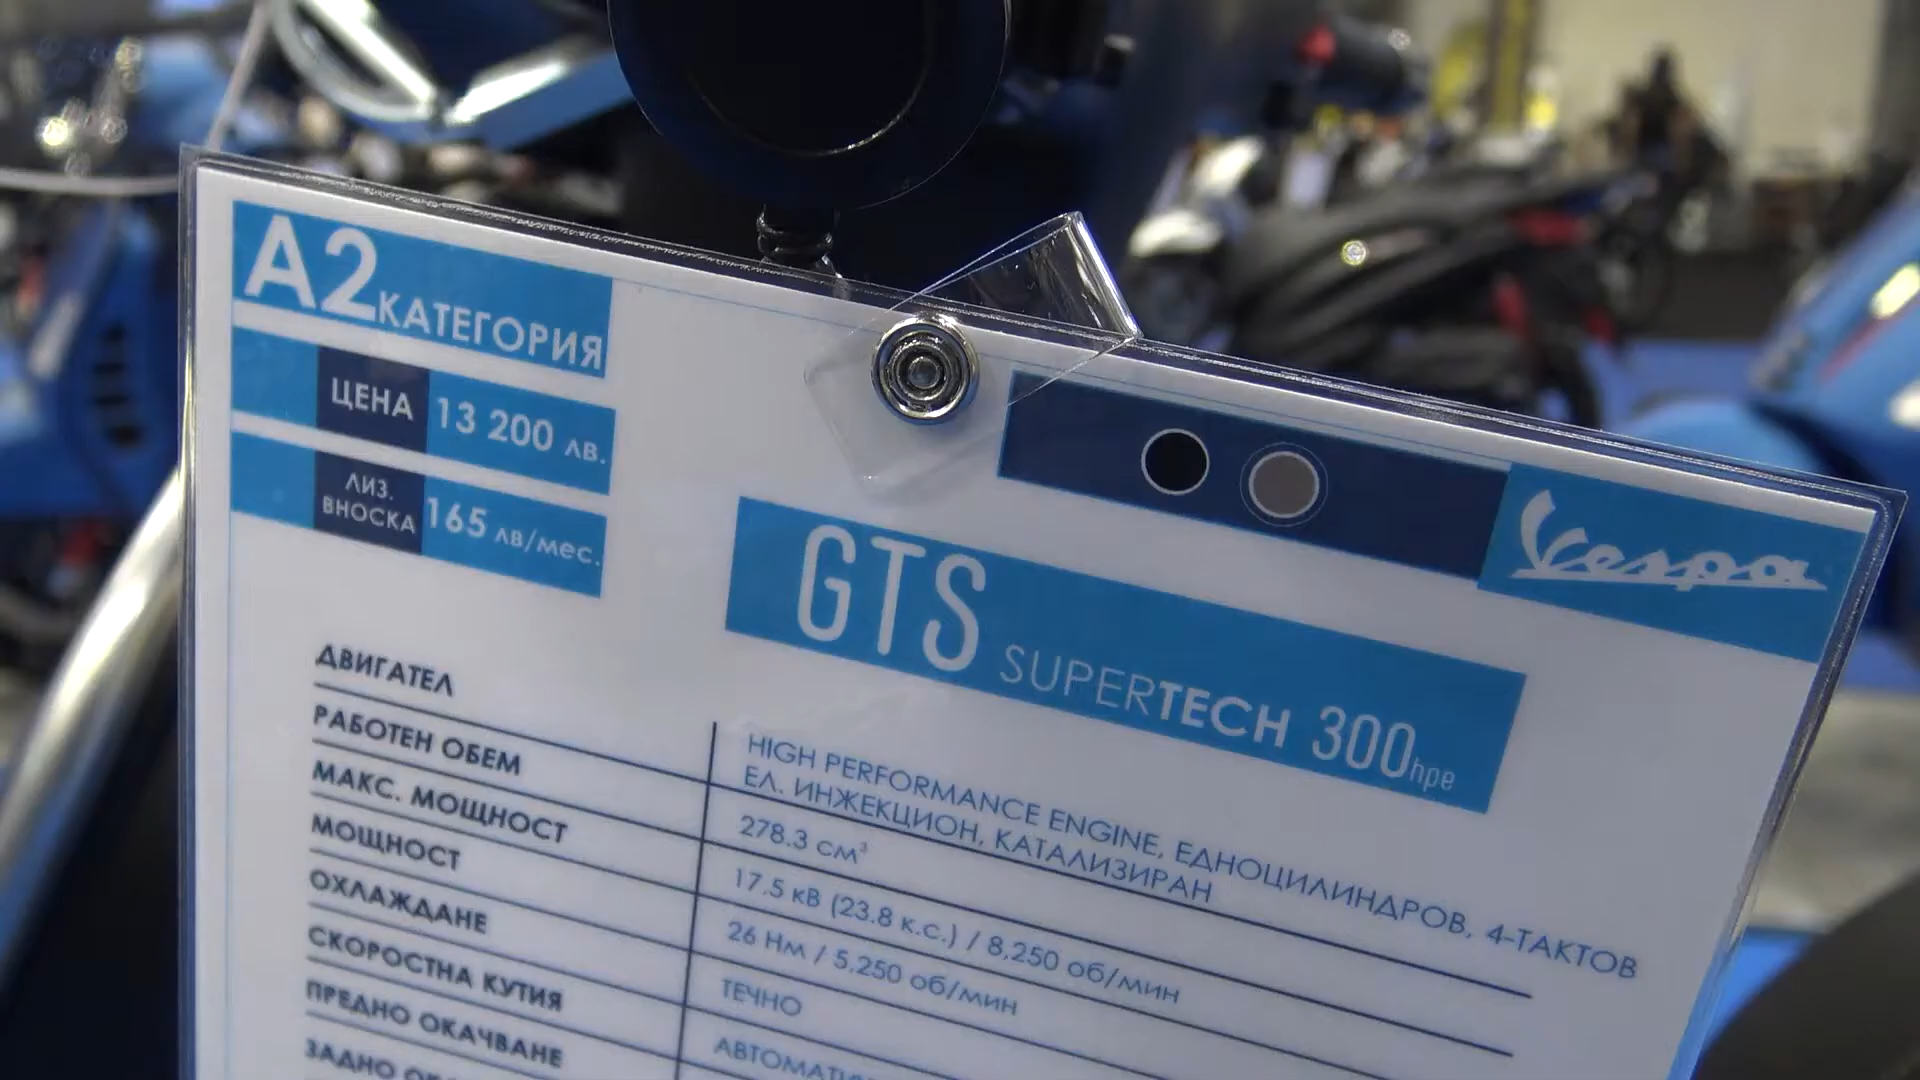 A2 КАТЕГОРИЯ
ЦЕНА 13 200 лв.
ЛИЗ. ВНОСКА 165 лв/мес.
Vespa
GTS SUPERTECH 300hpe
ДВИГАТЕЛ
HIGH PERFORMANCE ENGINE, ЕДНОЦИЛИНДРОВ, 4-ТАКТОВ
ЕЛ. ИНЖЕКЦИОН, КАТАЛИЗИРАН
РАБОТЕН ОБЕМ
278.3 см³
МАКС. МОЩНОСТ
17.5 кВ (23.8 к.с.) / 8,250 об/мин
МОЩНОСТ
26 Нм / 5,250 об/мин
ОХЛАЖДАНЕ
ТЕЧНО
СКОРОСТНА КУТИЯ
ПРЕДНО ОКАЧВАНЕ
ЗАДНО